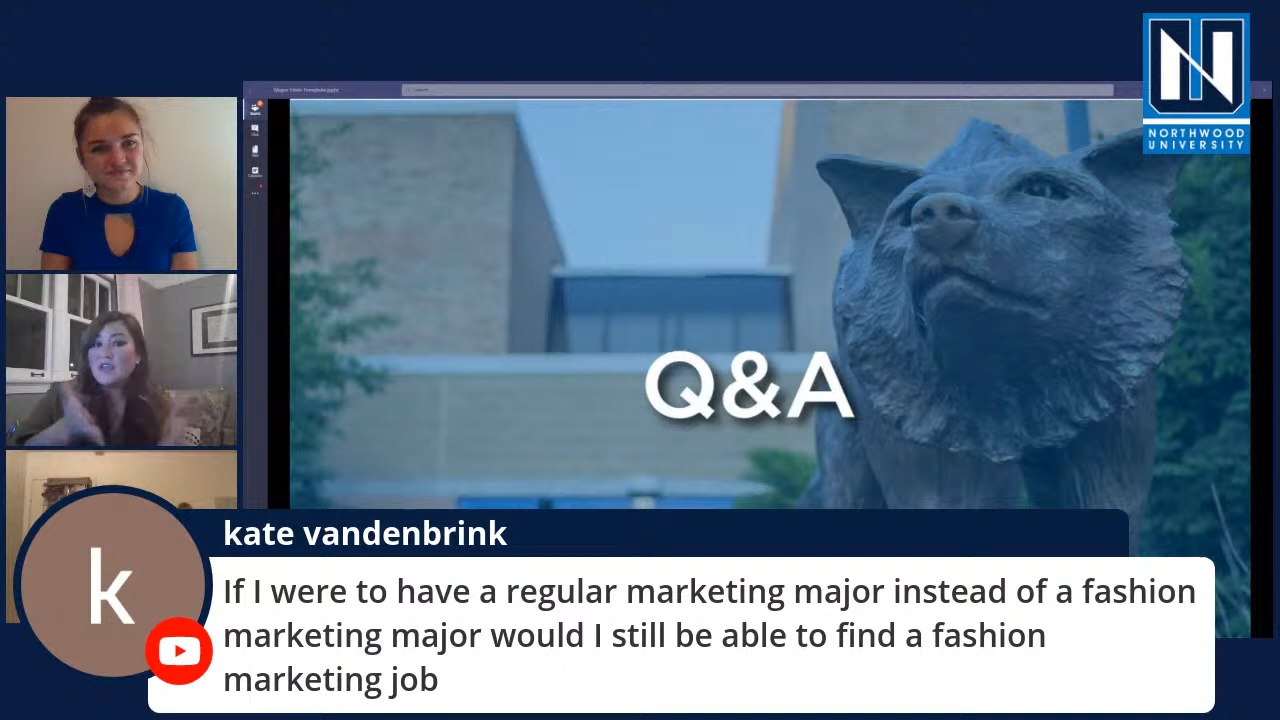 NORTHWOOD
UNIVERSITY
Q&A
kate vandenbrink
k
If I were to have a regular marketing major instead of a fashion
marketing major would I still be able to find a fashion
marketing job